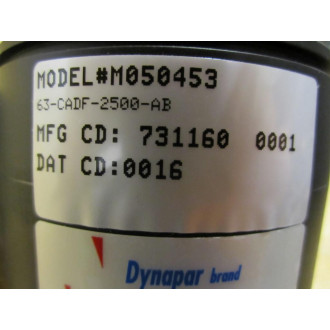 MODEL#M050453
63-CADF-2500-AB
MFG CD: 731160 0001
DAT CD:0016
Dynapar brand